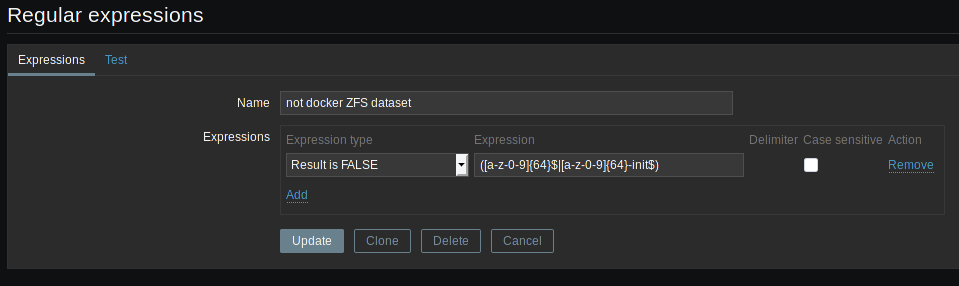 Regular expressions
Expressions Test
Name not docker ZFS dataset
Expressions Expression type Expression Delimiter Case sensitive Action
Result is FALSE ([a-z-0-9]{64}$|[a-z-0-9]{64}-init$) Remove
Add
Update Clone Delete Cancel